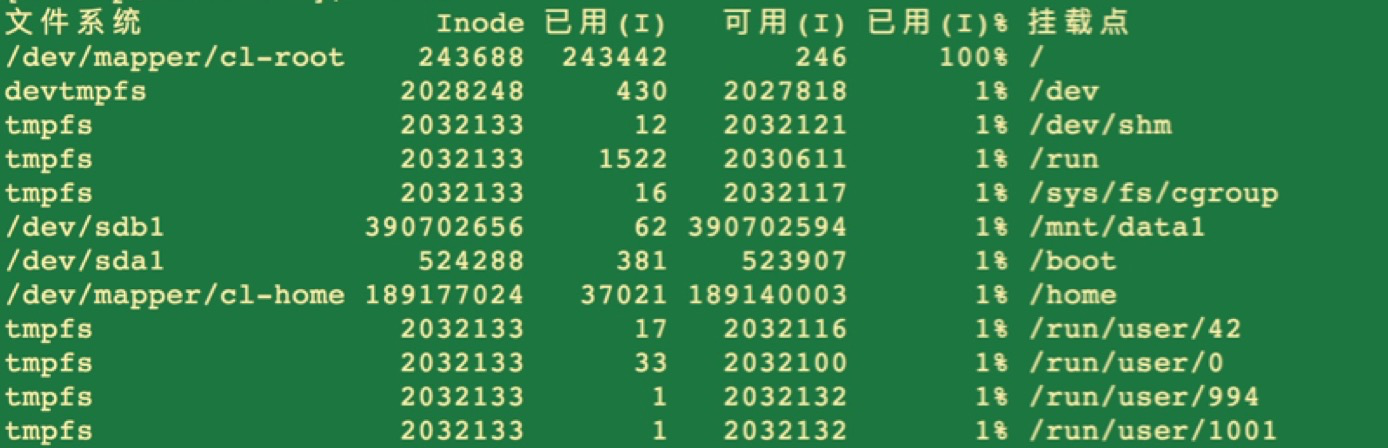 文件系统 Inode 已用(I) 可用(I) 已用(I)% 挂载点
/dev/mapper/cl-root 243688 243442 246 100% /
devtmpfs 2028248 430 2027818 1% /dev
tmpfs 2032133 12 2032121 1% /dev/shm
tmpfs 2032133 1522 2030611 1% /run
tmpfs 2032133 16 2032117 1% /sys/fs/cgroup
/dev/sdb1 390702656 62 390702594 1% /mnt/data1
/dev/sda1 524288 381 523907 1% /boot
/dev/mapper/cl-home 189177024 37021 189140003 1% /home
tmpfs 2032133 17 2032116 1% /run/user/42
tmpfs 2032133 33 2032100 1% /run/user/0
tmpfs 2032133 1 2032132 1% /run/user/994
tmpfs 2032133 1 2032132 1% /run/user/1001